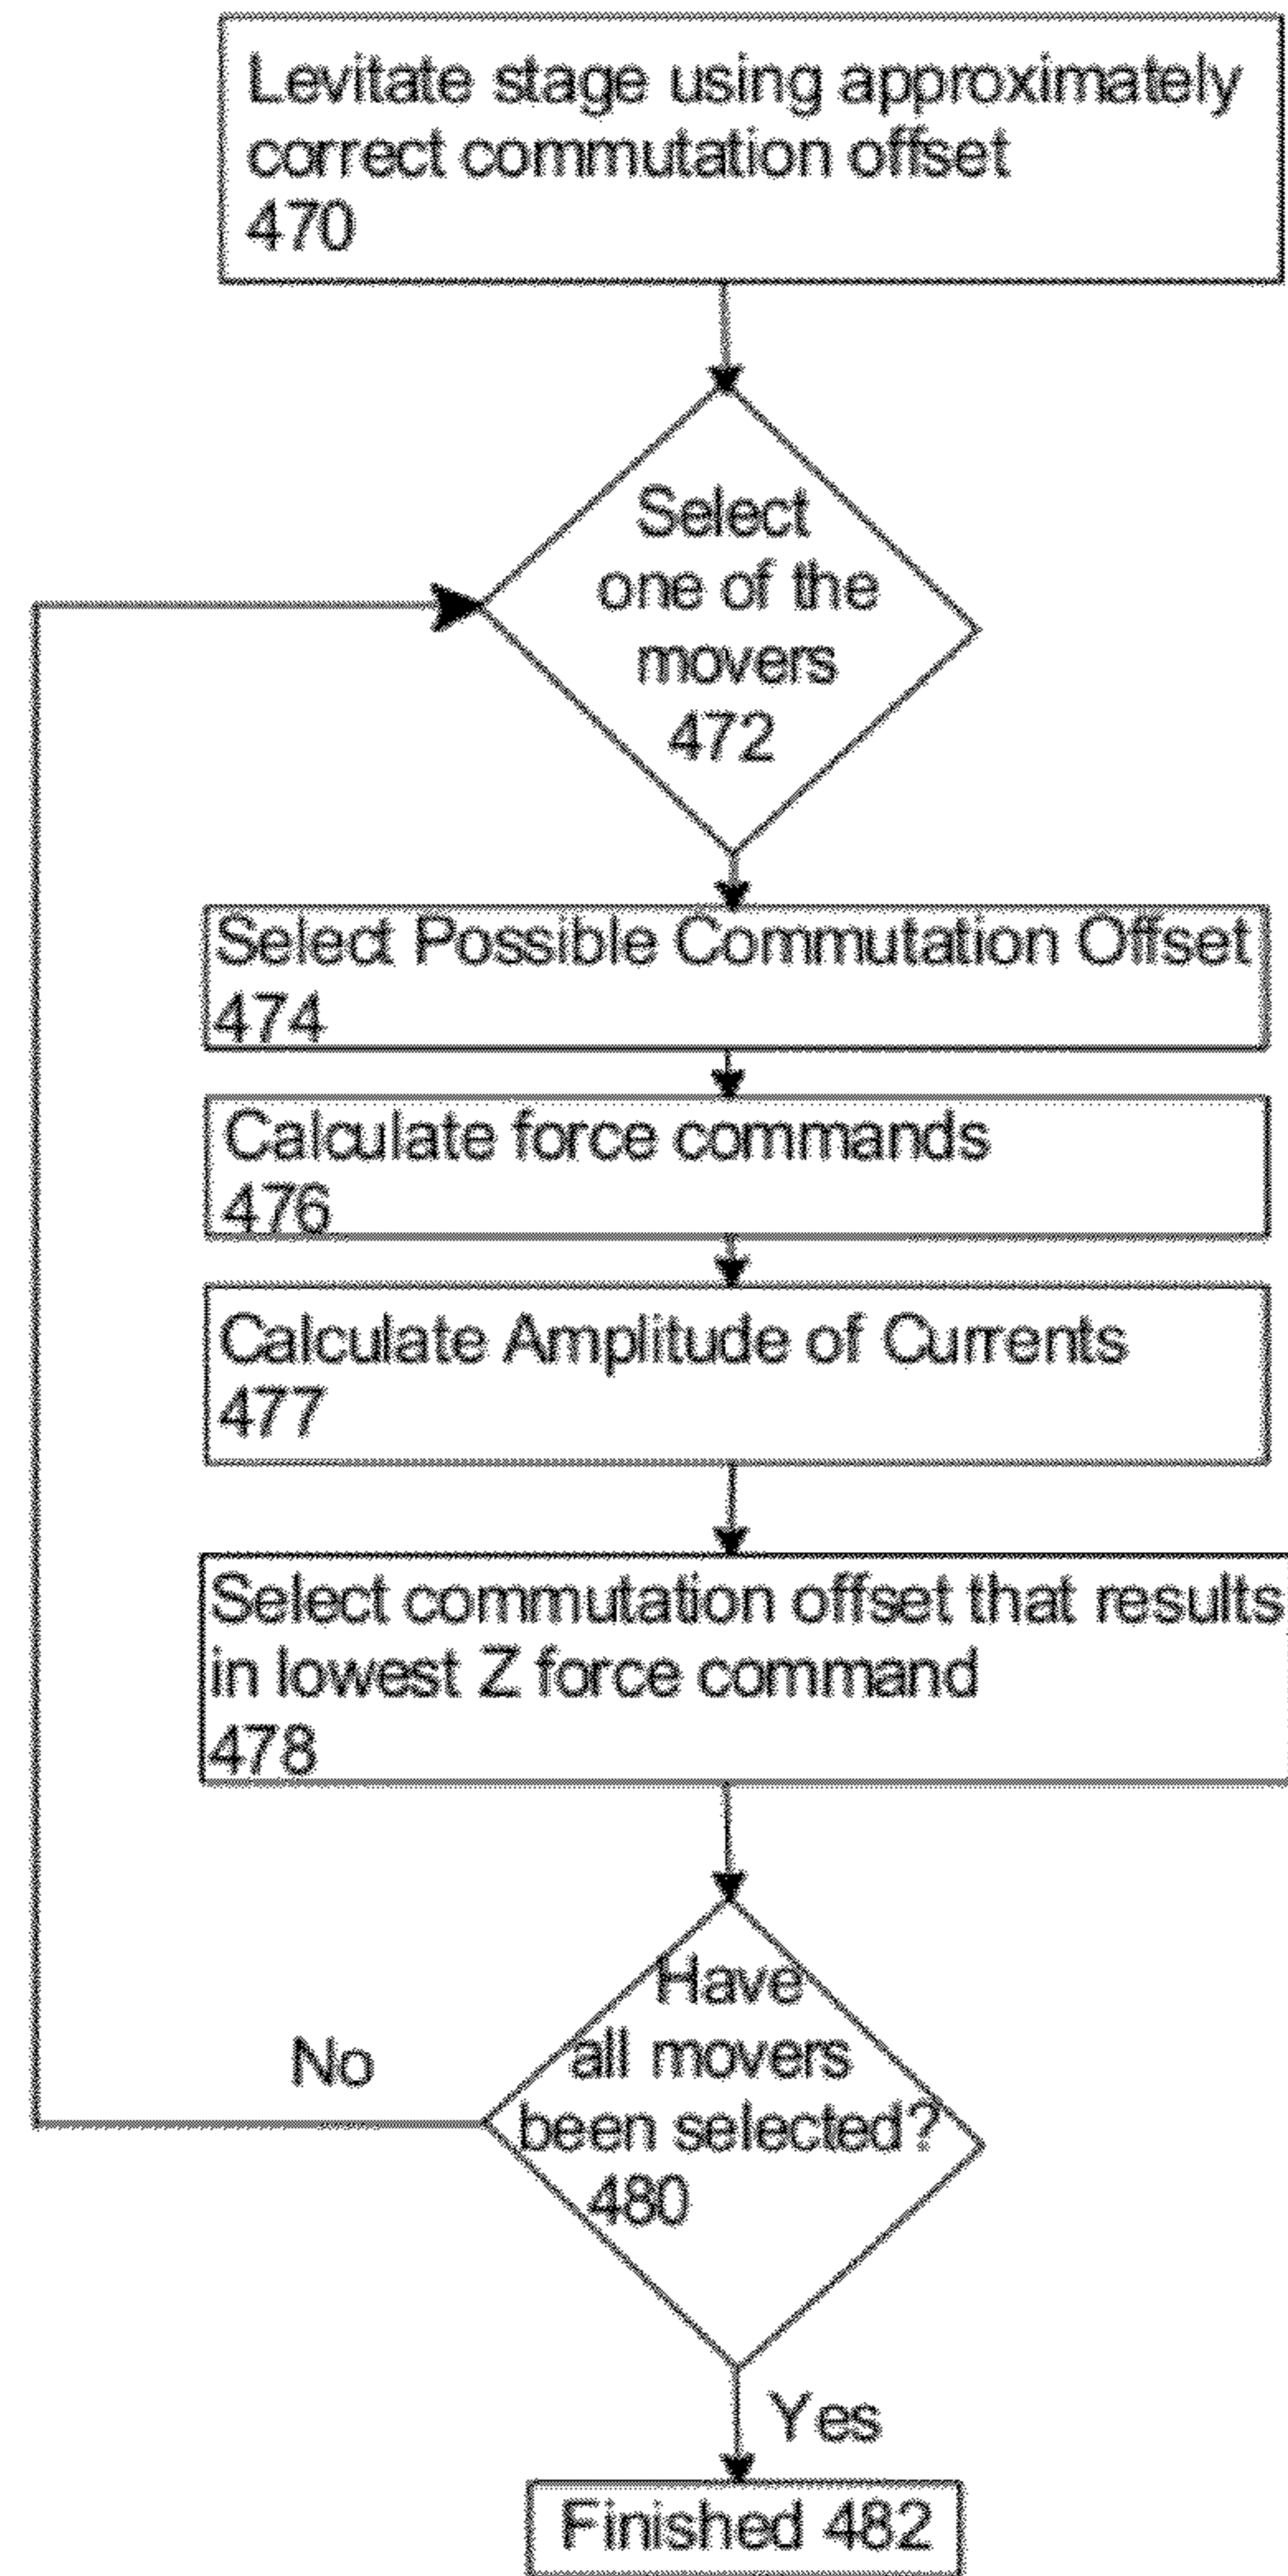 Levitate stage using approximately
correct commutation offset
470
Select
one of the
movers
472
Select Possible Commutation Offset
474
Calculate force commands
476
Calculate Amplitude of Currents
477
Select commutation offset that results
in lowest Z force command
478
Have
all movers
been selected?
480
No
Yes
Finished 482